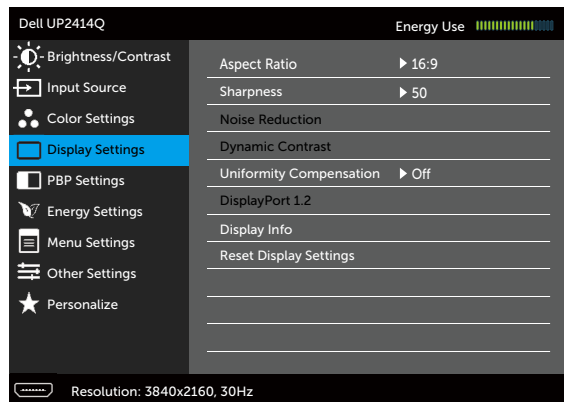 Dell UP2414Q
Energy Use
Brightness/Contrast
Input Source
Color Settings
Display Settings
PBP Settings
Energy Settings
Menu Settings
Other Settings
Personalize
Aspect Ratio 16:9
Sharpness 50
Noise Reduction
Dynamic Contrast
Uniformity Compensation Off
DisplayPort 1.2
Display Info
Reset Display Settings
Resolution: 3840x2160, 30Hz